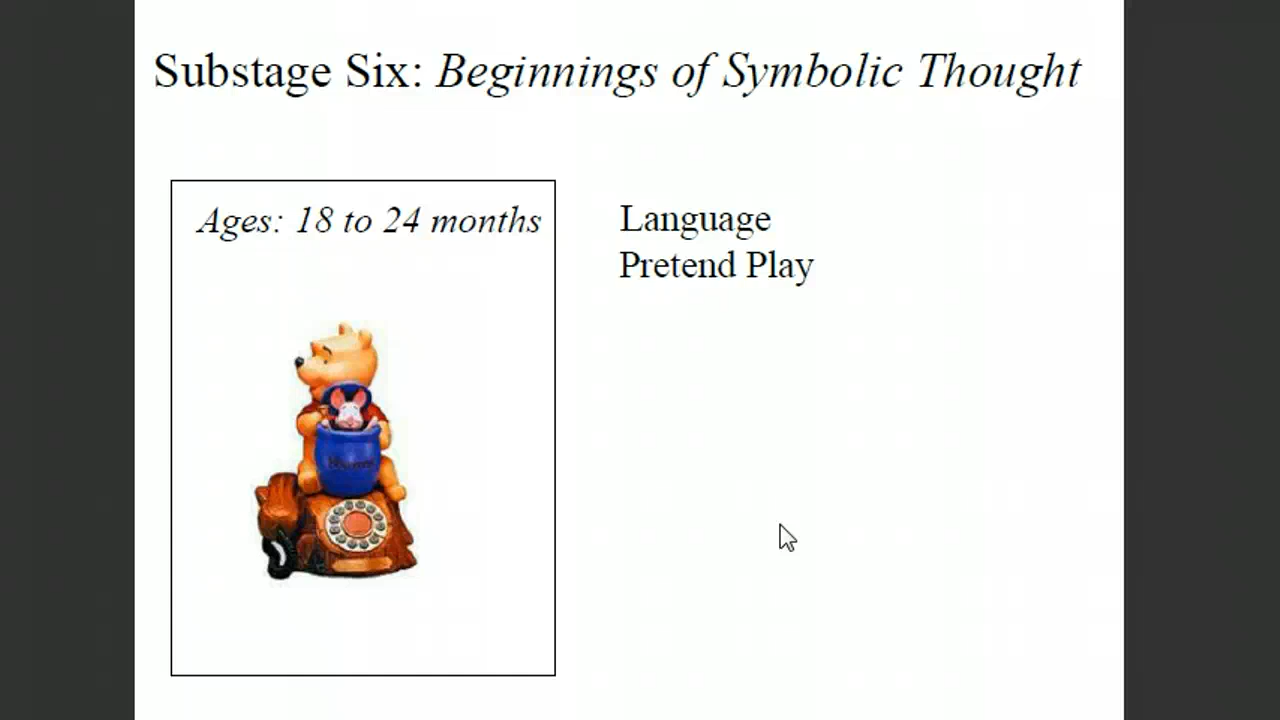 Substage Six: Beginnings of Symbolic Thought
Ages: 18 to 24 months
Language
Pretend Play